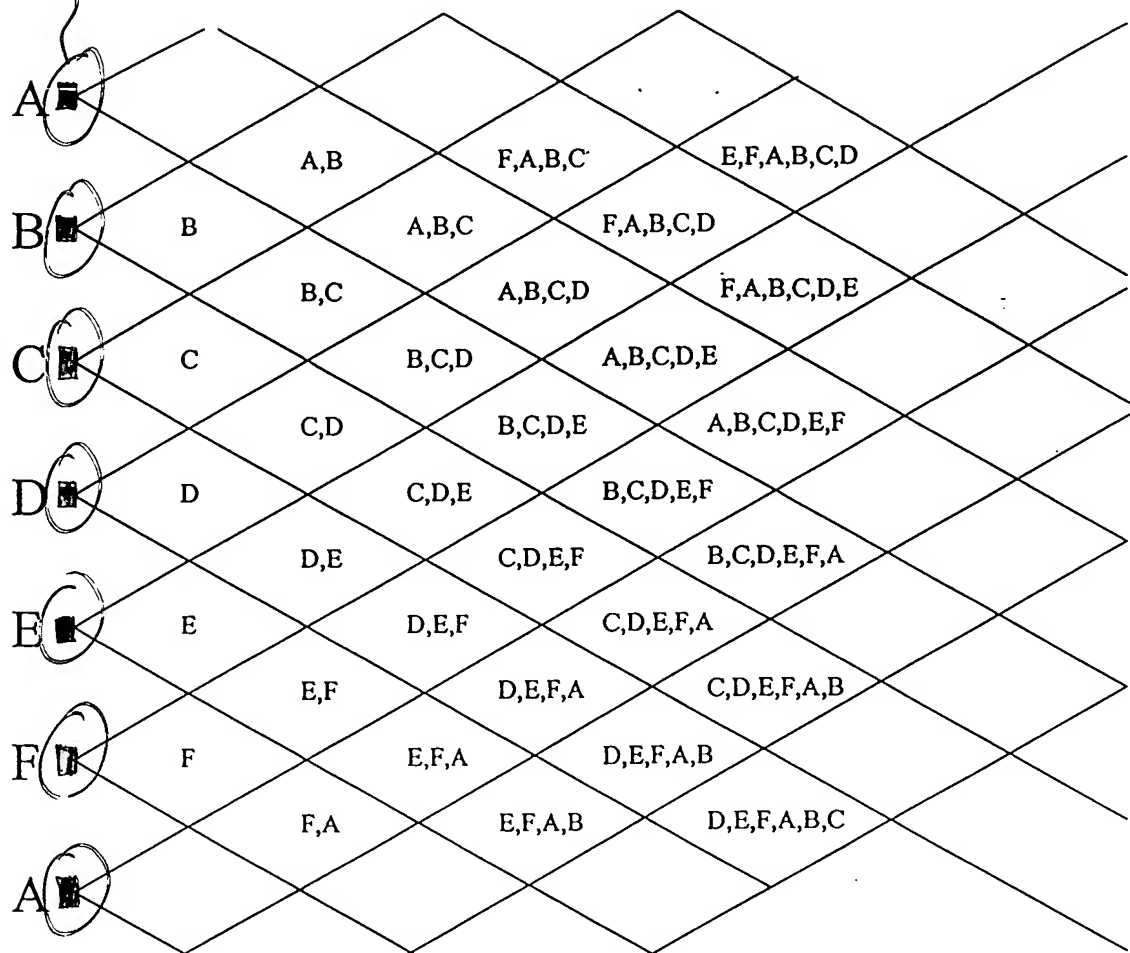 A
A,B F,A,B,C E,F,A,B,C,D
B B A,B,C F,A,B,C,D
B,C A,B,C,D F,A,B,C,D,E
C C B,C,D A,B,C,D,E
C,D B,C,D,E A,B,C,D,E,F
D D C,D,E B,C,D,E,F
D,E C,D,E,F B,C,D,E,F,A
E E D,E,F C,D,E,F,A
E,F D,E,F,A C,D,E,F,A,B
F F E,F,A D,E,F,A,B
F,A E,F,A,B D,E,F,A,B,C
A